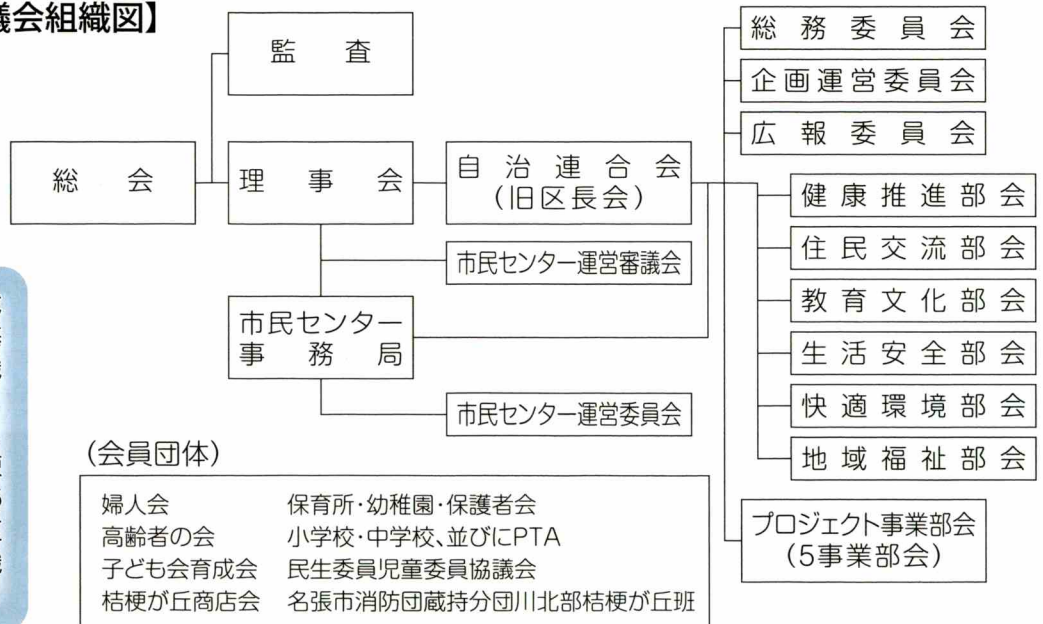 議会組織図】
監査
総会
理事会
自治連合会
(旧区長会)
市民センター運営審議会
市民センター
事務局
市民センター運営委員会
総務委員会
企画運営委員会
広報委員会
健康推進部会
住民交流部会
教育文化部会
生活安全部会
快適環境部会
地域福祉部会
プロジェクト事業部会
(5事業部会)
(会員団体)
婦人会 保育所・幼稚園・保護者会
高齢者の会 小学校・中学校、並びにPTA
子ども会育成会 民生委員児童委員協議会
桔梗が丘商店会 名張市消防団蔵持分団川北部桔梗が丘班